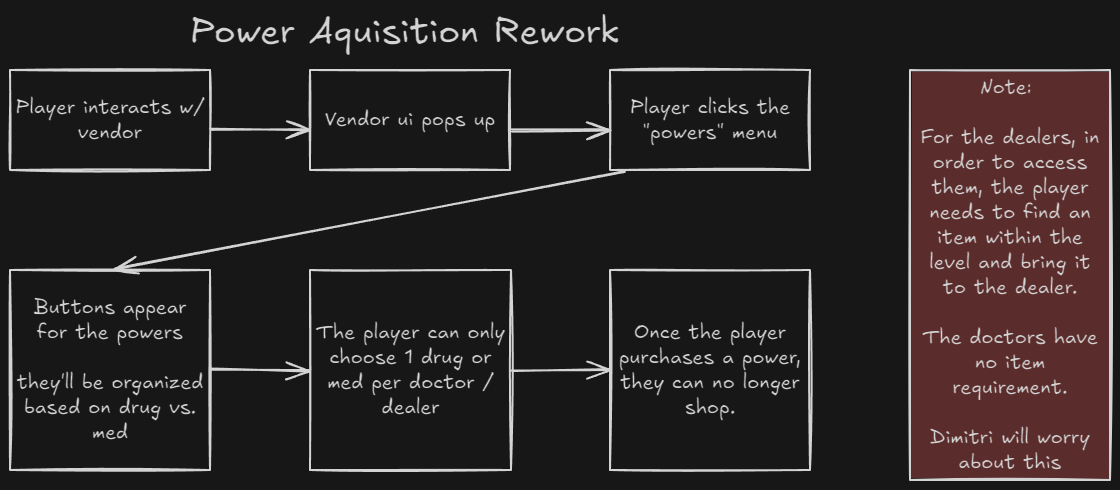 Power Aquisition Rework
Player interacts w/
vendor
Vendor ui pops up
Player clicks the
"powers" menu
Buttons appear
for the powers
they'll be organized
based on drug vs.
med
The player can only
choose 1 drug or
med per doctor /
dealer
Once the player
purchases a power,
they can no longer
shop.
Note:
For the dealers, in
order to access
them, the player
needs to find an
item within the
level and bring it
to the dealer.
The doctors have
no item
requirement.
Dimitri will worry
about this